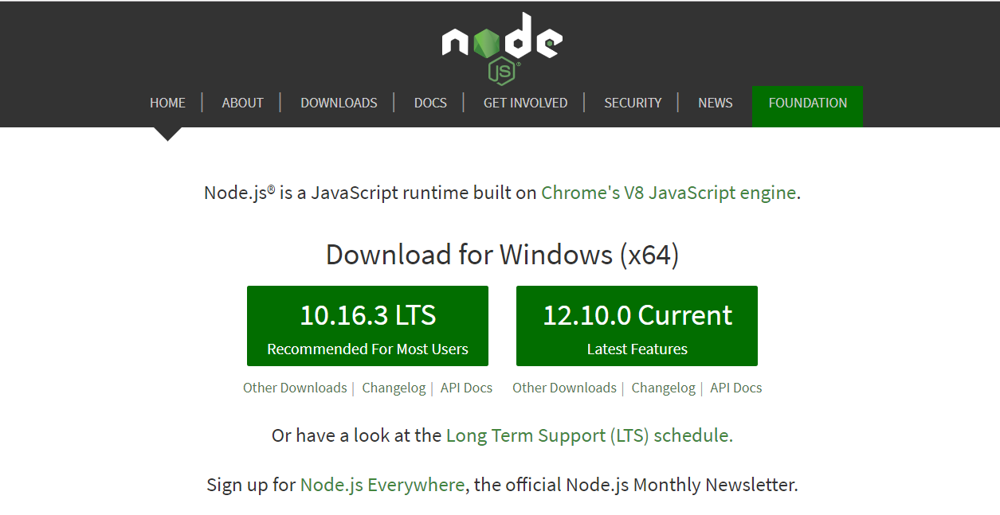 node
JS®
HOME | ABOUT | DOWNLOADS | DOCS | GET INVOLVED | SECURITY | NEWS FOUNDATION
Node.js® is a JavaScript runtime built on Chrome's V8 JavaScript engine.
Download for Windows (x64)
10.16.3 LTS
Recommended For Most Users
12.10.0 Current
Latest Features
Other Downloads | Changelog | API Docs
Other Downloads | Changelog | API Docs
Or have a look at the Long Term Support (LTS) schedule.
Sign up for Node.js Everywhere, the official Node.js Monthly Newsletter.